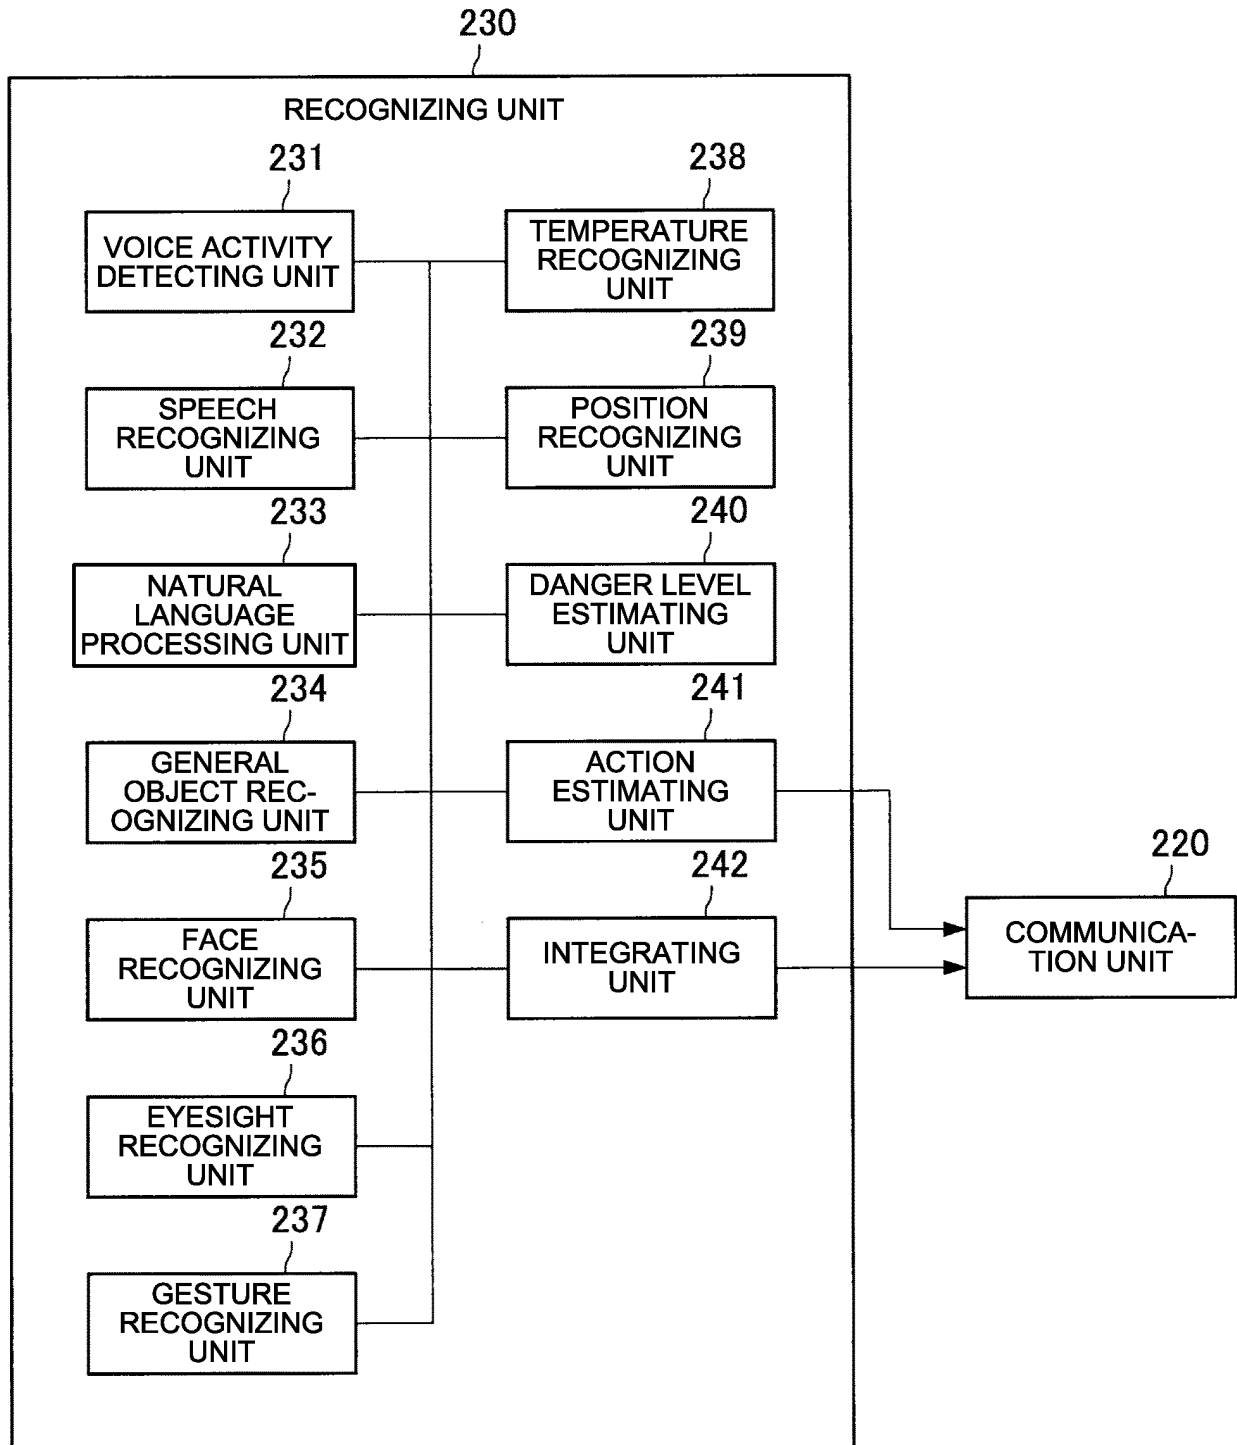 230
RECOGNIZING UNIT
231
VOICE ACTIVITY
DETECTING UNIT
238
TEMPERATURE
RECOGNIZING
UNIT
232
SPEECH
RECOGNIZING
UNIT
239
POSITION
RECOGNIZING
UNIT
233
NATURAL
LANGUAGE
PROCESSING UNIT
240
DANGER LEVEL
ESTIMATING
UNIT
234
GENERAL
OBJECT REC-
OGNIZING UNIT
241
ACTION
ESTIMATING
UNIT
235
FACE
RECOGNIZING
UNIT
242
INTEGRATING
UNIT
220
COMMUNICA-
TION UNIT
236
EYESIGHT
RECOGNIZING
UNIT
237
GESTURE
RECOGNIZING
UNIT